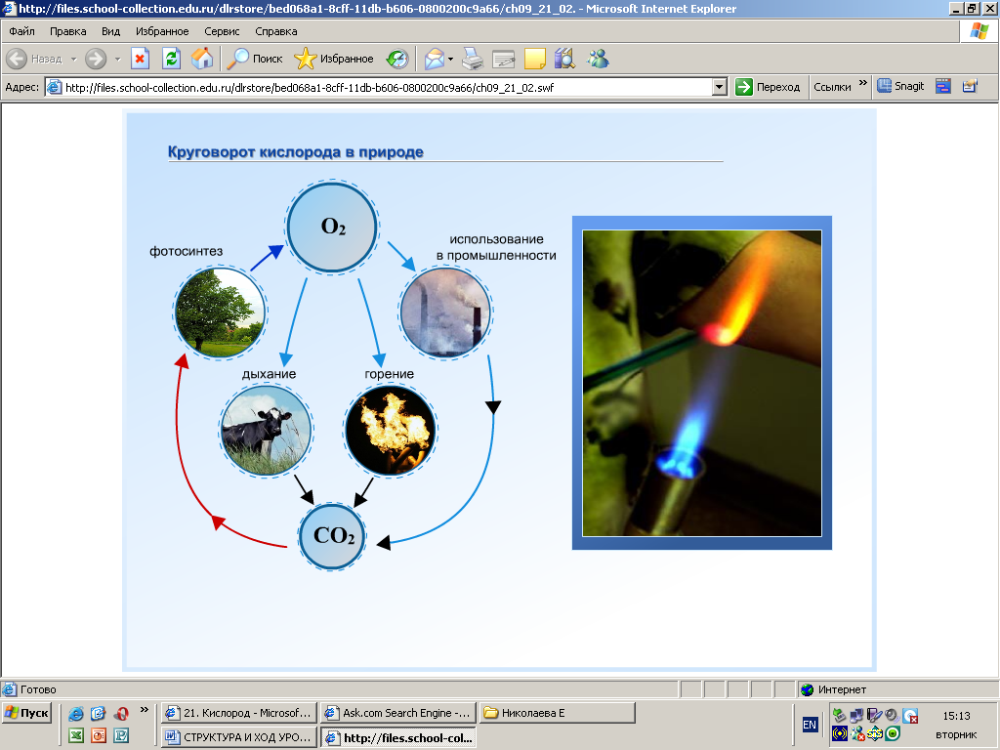 http://files.school-collection.edu.ru/dlrstore/bed068a1-8cff-11db-b606-0800200c9a66/ch09_21_02. - Microsoft Internet Explorer
Файл Правка Вид Избранное Сервис Справка
Назад Поиск Избранное
Адрес: http://files.school-collection.edu.ru/dlrstore/bed068a1-8cff-11db-b606-0800200c9a66/ch09_21_02.swf Переход Ссылки » Snagit
Круговорот кислорода в природе
O₂
использование
в промышленности
фотосинтез
дыхание горение
CO₂
Готово Интернет
Пуск » 21. Кислород - Microsof... Ask.com Search Engine -... Николаева Е
EN
15:13
СТРУКТУРА И ХОД УРО... http://files.school-col...
вторник